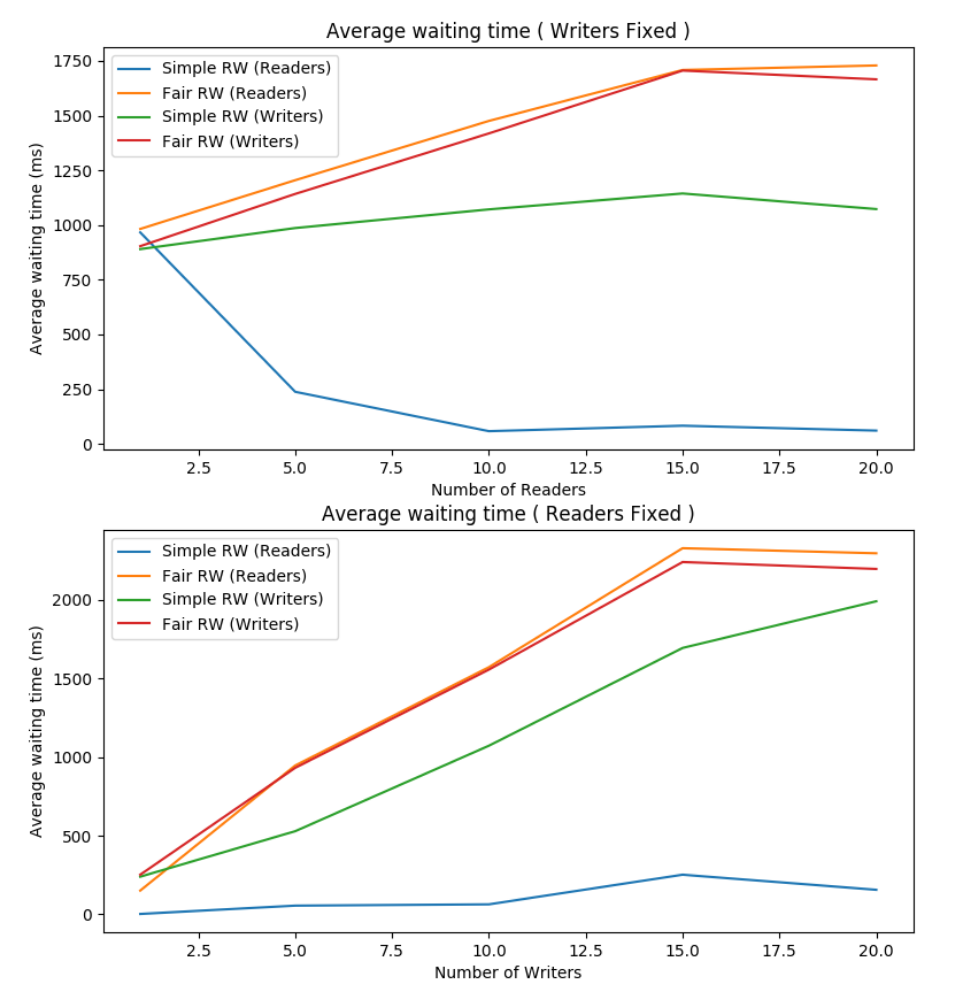 Average waiting time ( Writers Fixed )
1750
1500
1250
1000
750
500
250
0
Average waiting time (ms)
Simple RW (Readers)
Fair RW (Readers)
Simple RW (Writers)
Fair RW (Writers)
2.5 5.0 7.5 10.0 12.5 15.0 17.5 20.0
Number of Readers
Average waiting time ( Readers Fixed )
2000
1500
1000
500
0
Average waiting time (ms)
Simple RW (Readers)
Fair RW (Readers)
Simple RW (Writers)
Fair RW (Writers)
2.5 5.0 7.5 10.0 12.5 15.0 17.5 20.0
Number of Writers